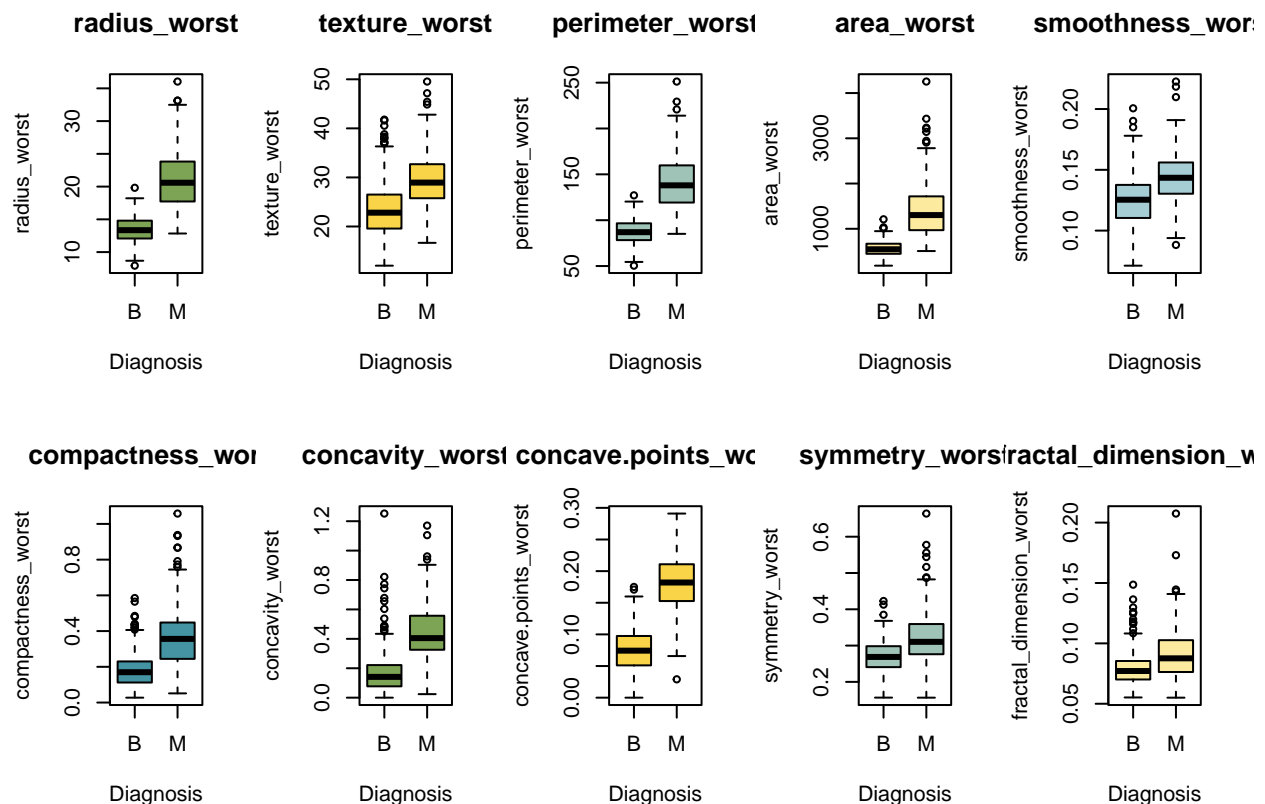 radius_worst
texture_worst
perimeter_worst
area_worst
smoothness_wors
radius_worst
10
20
30
B M
Diagnosis
texture_worst
20
30
40
50
B M
Diagnosis
perimeter_worst
50
150
250
B M
Diagnosis
area_worst
1000
3000
B M
Diagnosis
smoothness_worst
0.10
0.15
0.20
B M
Diagnosis
compactness_wor
concavity_worst
concave.points_wo
symmetry_worst
fractal_dimension_w
compactness_worst
0.0
0.4
0.8
B M
Diagnosis
concavity_worst
0.0
0.4
0.8
1.2
B M
Diagnosis
concave.points_worst
0.00
0.10
0.20
0.30
B M
Diagnosis
symmetry_worst
0.2
0.4
0.6
B M
Diagnosis
fractal_dimension_worst
0.05
0.10
0.15
0.20
B M
Diagnosis